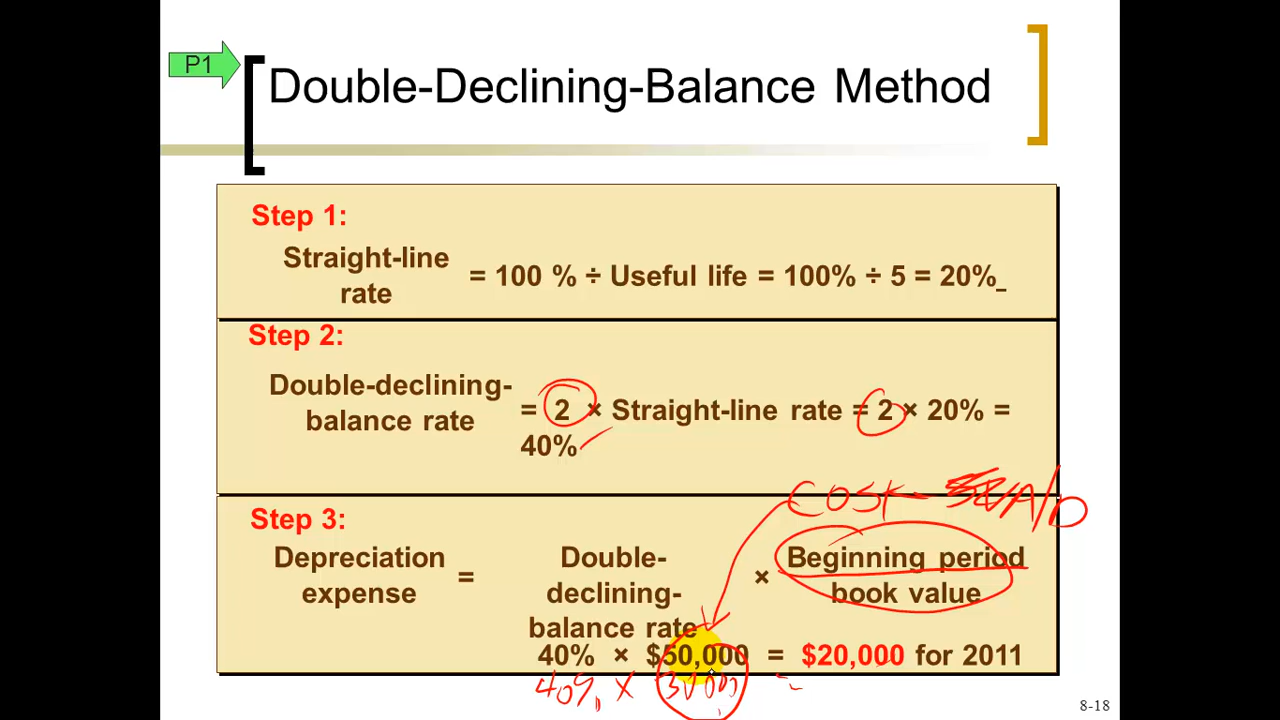 P1
Double-Declining-Balance Method
Step 1:
Straight-line
rate
= 100 % ÷ Useful life = 100% ÷ 5 = 20%
Step 2:
Double-declining-
balance rate
= 2 × Straight-line rate = 2 × 20% =
40%
COST - A/D
Step 3:
Depreciation
expense
=
Double-
declining-
balance rate
×
Beginning period
book value
40% × $50,000 = $20,000 for 2011
40% x 30000 =
8-18